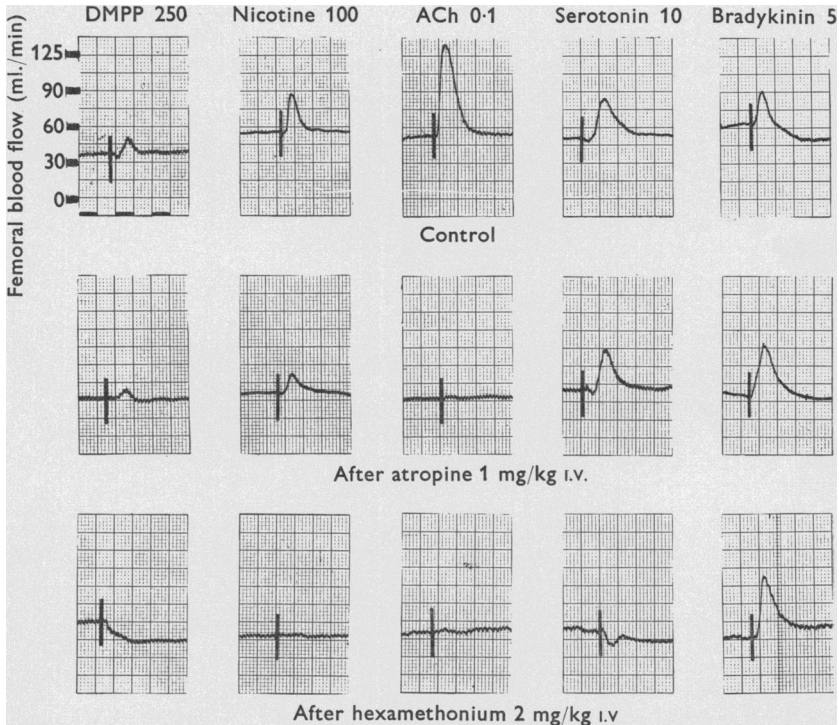 DMPP 250 Nicotine 100 ACh 0·1 Serotonin 10 Bradykinin 5
Femoral blood flow (ml./min)
125
90
60
30
0
Control
After atropine 1 mg/kg I.V.
After hexamethonium 2 mg/kg I.V